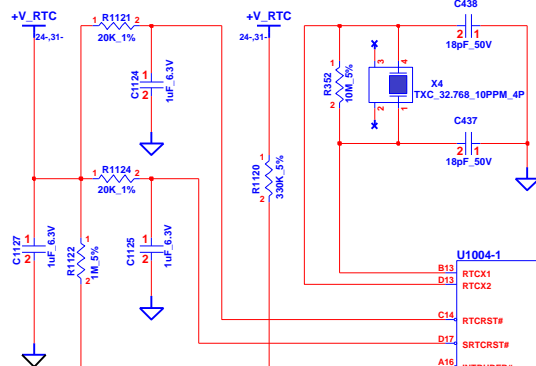 +V_RTC
24-,31-
1 R1121 2
20K_1%
C1124
1
2
1uF_6.3V
+V_RTC
24-,31-
C438
2 1
18pF_50V
R352
1
2
10M_5%
3 4
2 1
X4
TXC_32.768_10PPM_4P
C437
2 1
18pF_50V
1 R1124 2
20K_1%
R1120
1
2
330K_5%
C1127
1
2
1uF_6.3V
R1122
1
2
1M_5%
C1125
1
2
1uF_6.3V
U1004-1
B13 RTCX1
D13 RTCX2
C14 RTCRST#
D17 SRTCRST#
A16